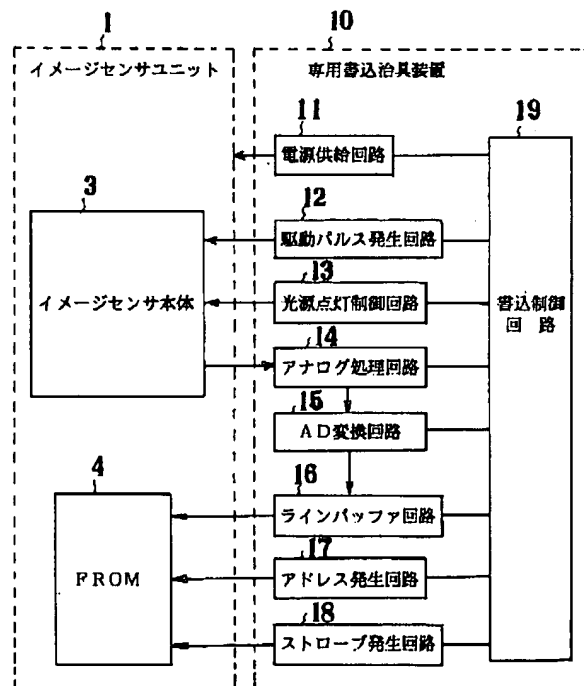 1
10
イメージセンサユニット
専用書込治具装置
11
電源供給回路
19
書込制御
回 路
3
イメージセンサ本体
12
駆動パルス発生回路
13
光源点灯制御回路
14
アナログ処理回路
15
AD変換回路
4
FROM
16
ラインバッファ回路
17
アドレス発生回路
18
ストローブ発生回路